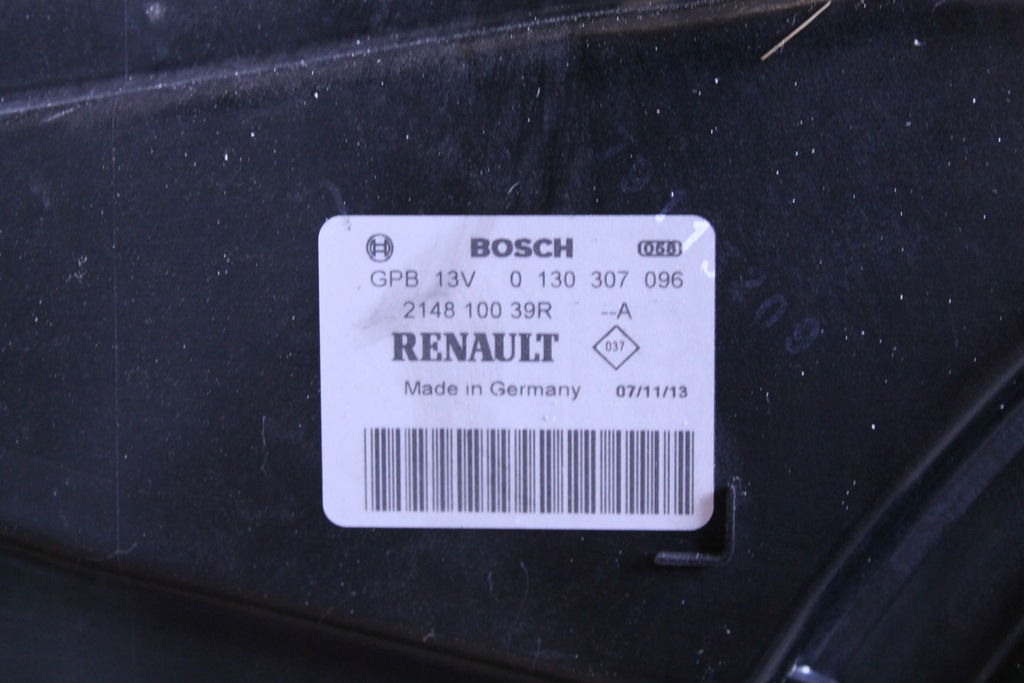 BOSCH 058
GPB 13V 0 130 307 096
2148 100 39R --A
RENAULT 037
Made in Germany 07/11/13